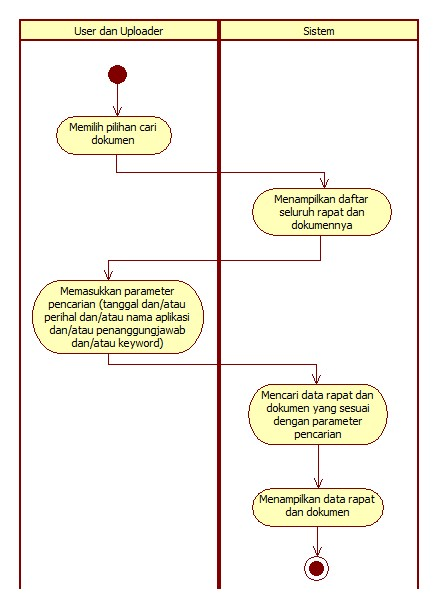 User dan Uploader
Sistem
Memilih pilihan cari
dokumen
Menampilkan daftar
seluruh rapat dan
dokumennya
Memasukkan parameter
pencarian (tanggal dan/atau
perihal dan/atau nama aplikasi
dan/atau penanggungjawab
dan/atau keyword)
Mencari data rapat dan
dokumen yang sesuai
dengan parameter
pencarian
Menampilkan data rapat
dan dokumen